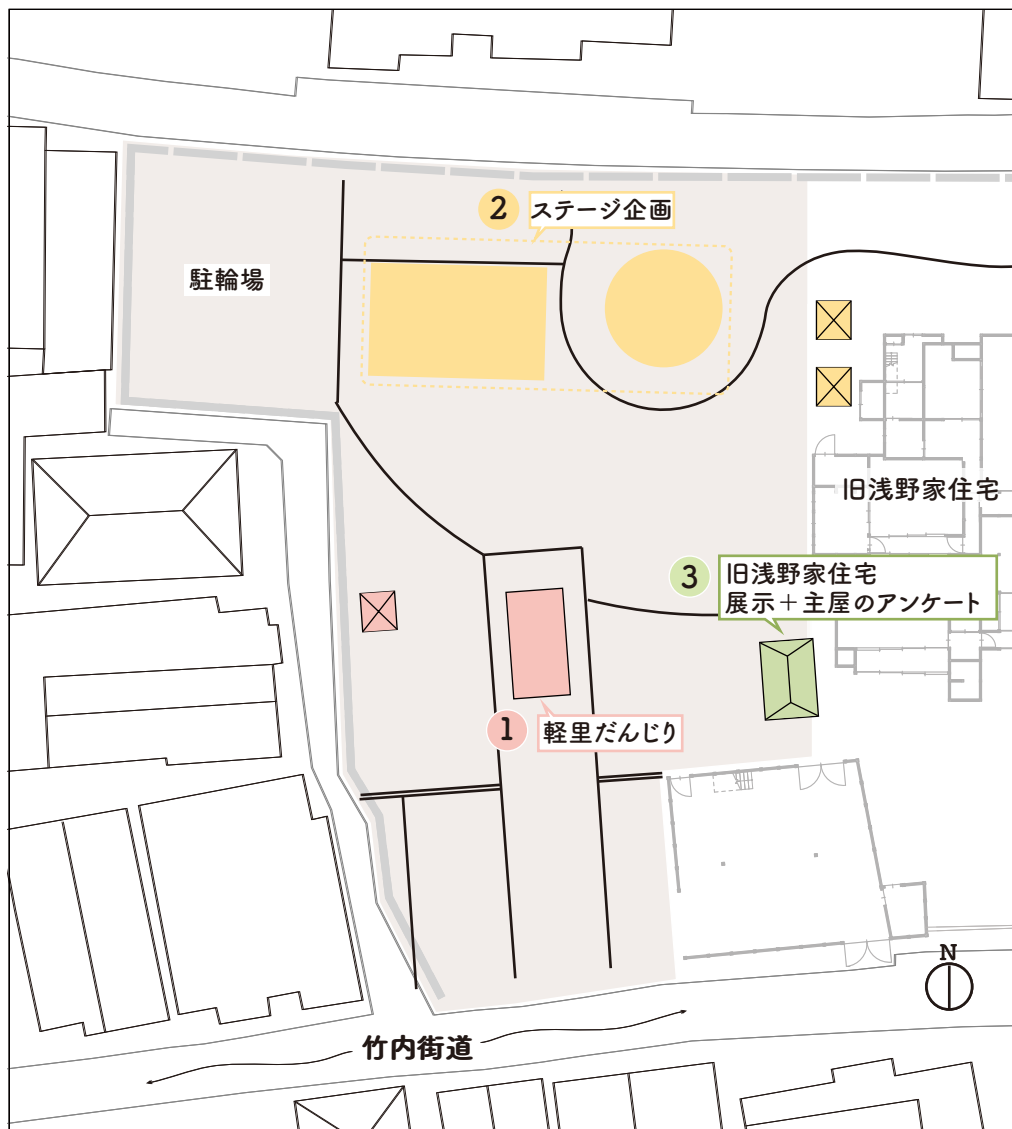 2 ステージ企画
駐輪場
旧浅野家住宅
3 旧浅野家住宅
展示+主屋のアンケート
1 軽里だんじり
N
竹内街道